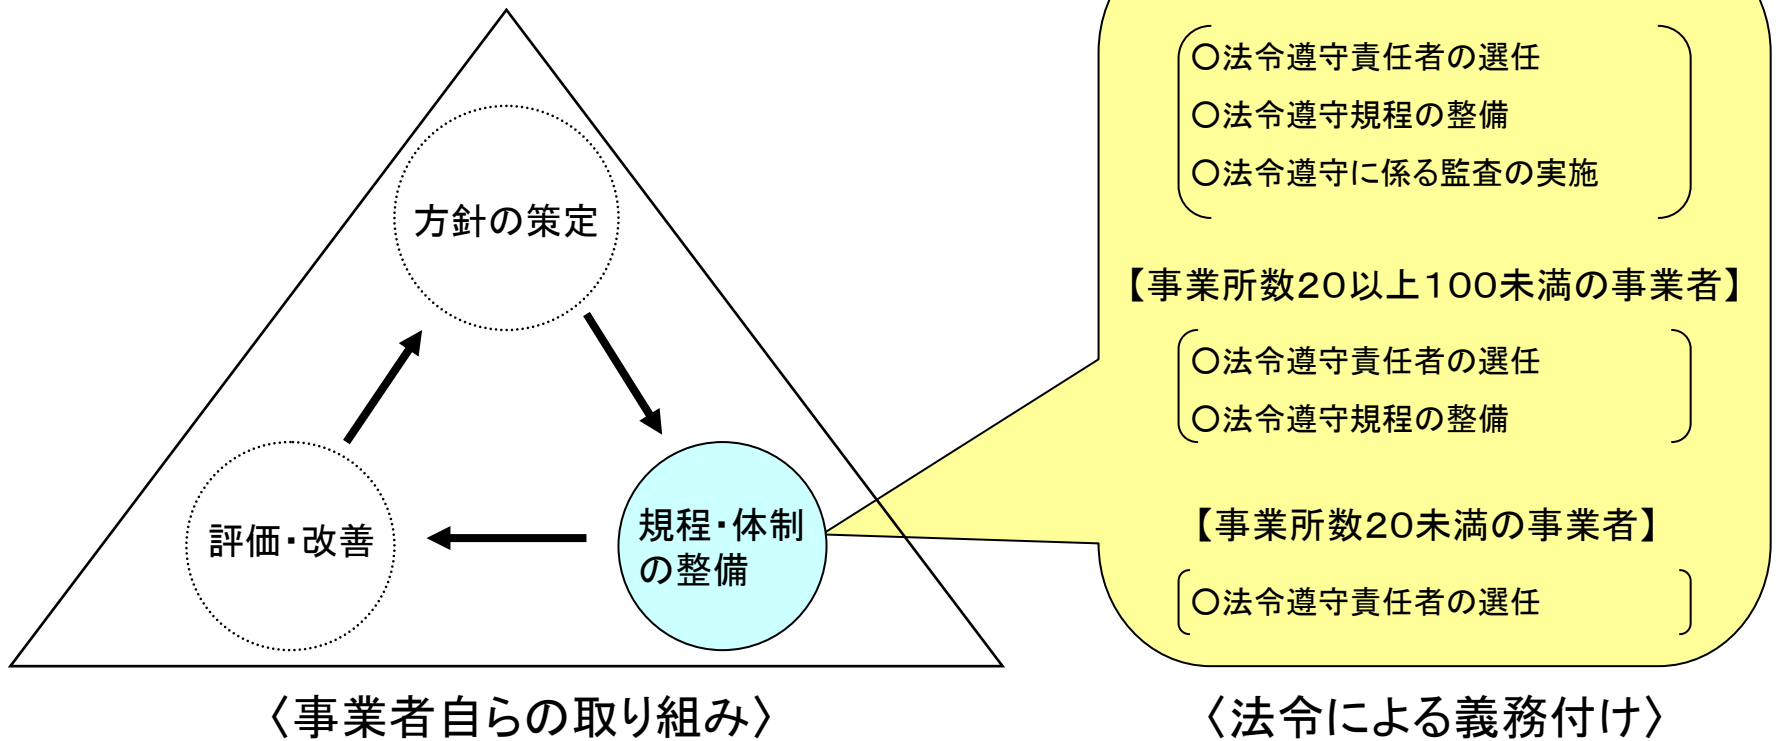 方針の策定
評価・改善
規程・体制
の整備
〈事業者自らの取り組み〉
○法令遵守責任者の選任
○法令遵守規程の整備
○法令遵守に係る監査の実施
【事業所数20以上100未満の事業者】
○法令遵守責任者の選任
○法令遵守規程の整備
【事業所数20未満の事業者】
○法令遵守責任者の選任
〈法令による義務付け〉